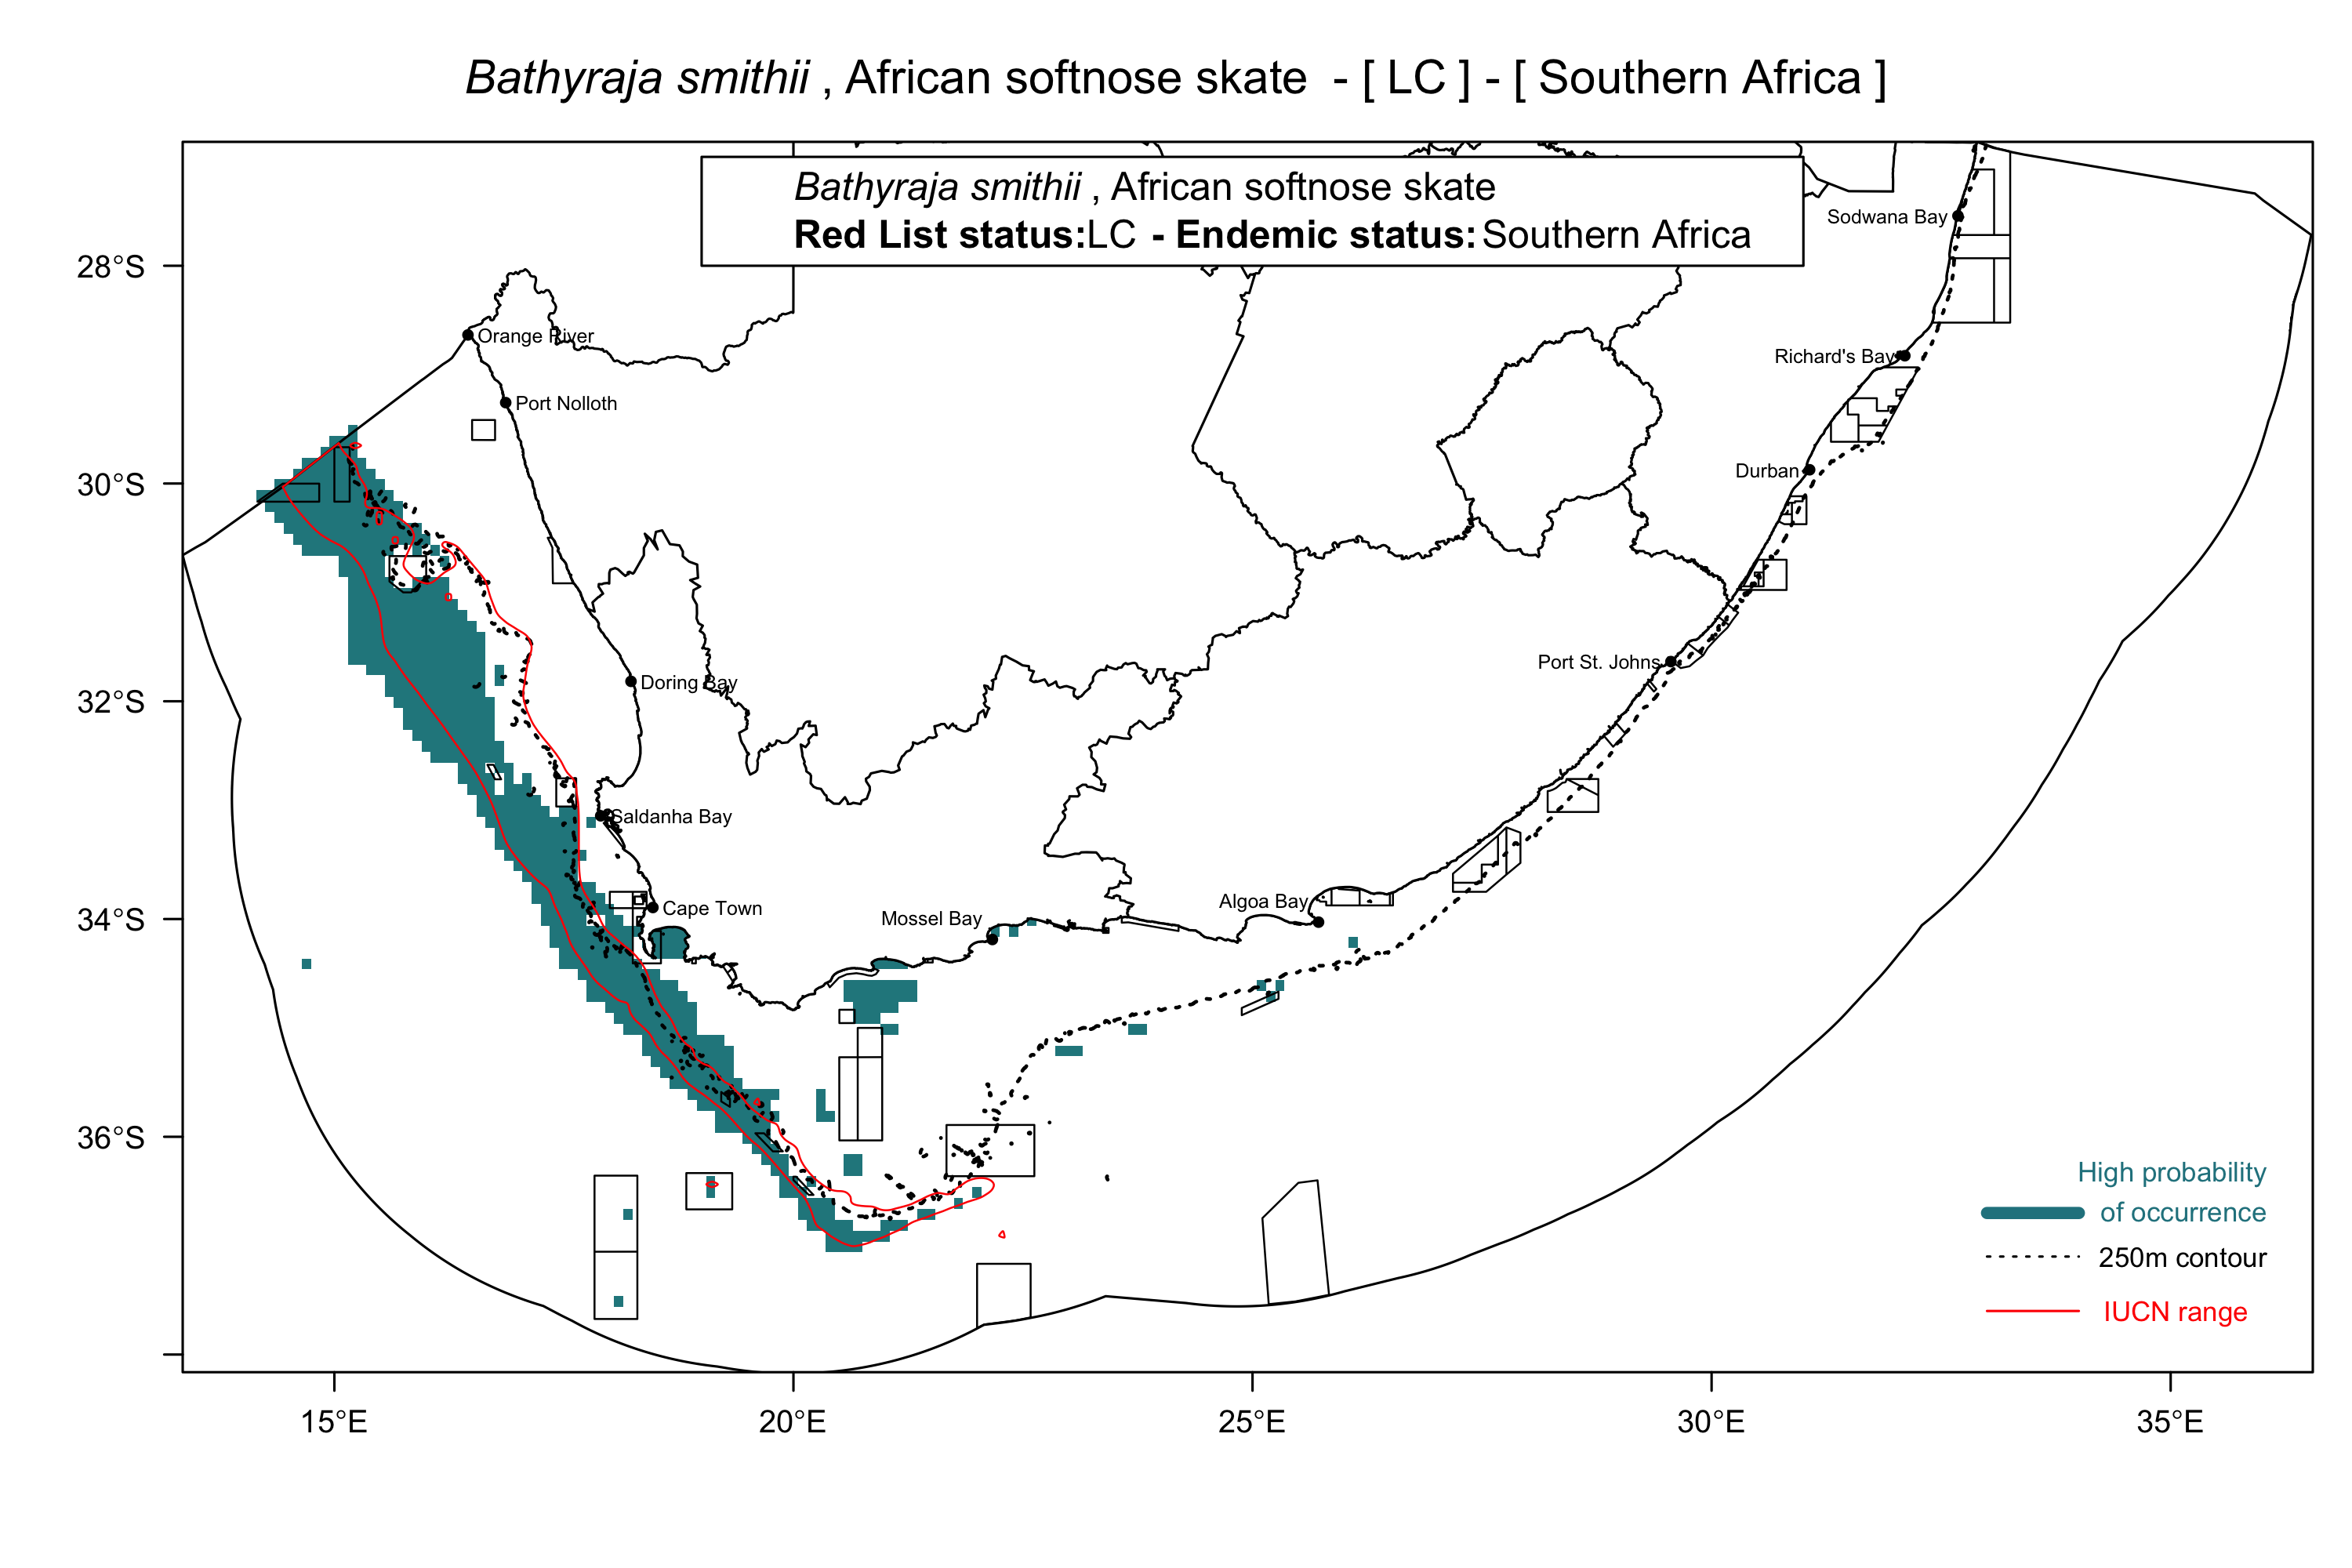 Bathyraja smithii , African softnose skate - [ LC ] - [ Southern Africa ]
Bathyraja smithii , African softnose skate
Red List status:LC - Endemic status:Southern Africa
Sodwana Bay
28°S
Orange River
Richard's Bay
Port Nolloth
Durban
30°S
Port St. Johns
Doring Bay
32°S
Saldanha Bay
Algoa Bay
Cape Town
Mossel Bay
34°S
36°S
High probability
of occurrence
250m contour
IUCN range
15°E
20°E
25°E
30°E
35°E